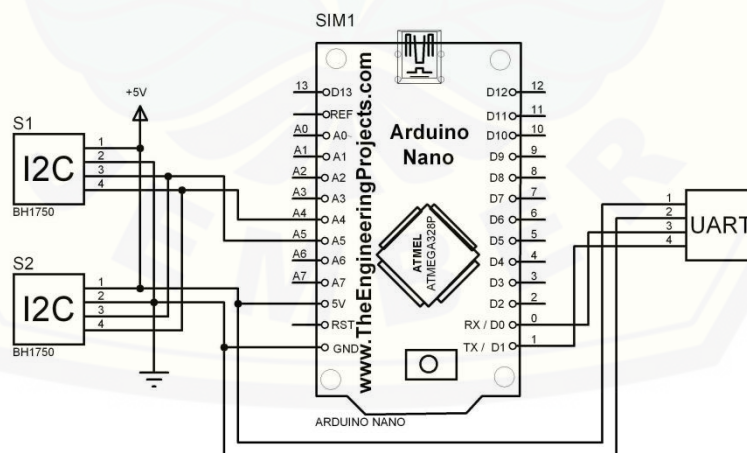 SIM1
+5V
S1
1
2
3
4
I2C
BH1750
S2
1
2
3
4
I2C
BH1750
13 D13
REF
A0 A0
A1 A1
A2 A2
A3 A3
A4 A4
A5 A5
A6 A6
A7 A7
5V
RST
GND
www.TheEngineeringProjects.com
Arduino
Nano
ATMEL
ATMEGA328P
D12 12
D11 11
D10 10
D9 9
D8 8
D7 7
D6 6
D5 5
D4 4
D3 3
D2 2
RX / D0 0
TX / D1 1
ARDUINO NANO
1
2
3
4
UART